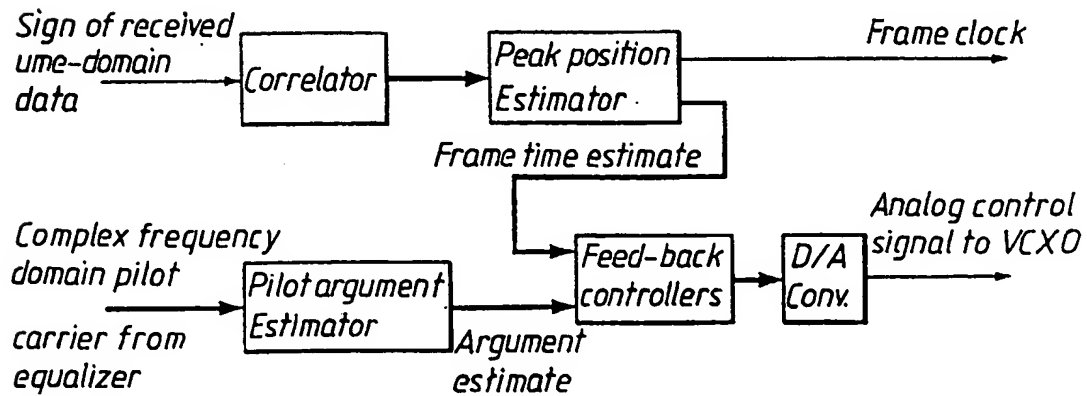 Sign of received
ume-domain
data
Correlator
Peak position
Estimator
Frame clock
Frame time estimate
Complex frequency
domain pilot
carrier from
equalizer
Pilot argument
Estimator
Argument
estimate
Feed-back
controllers
D/A
Conv.
Analog control
signal to VCXO